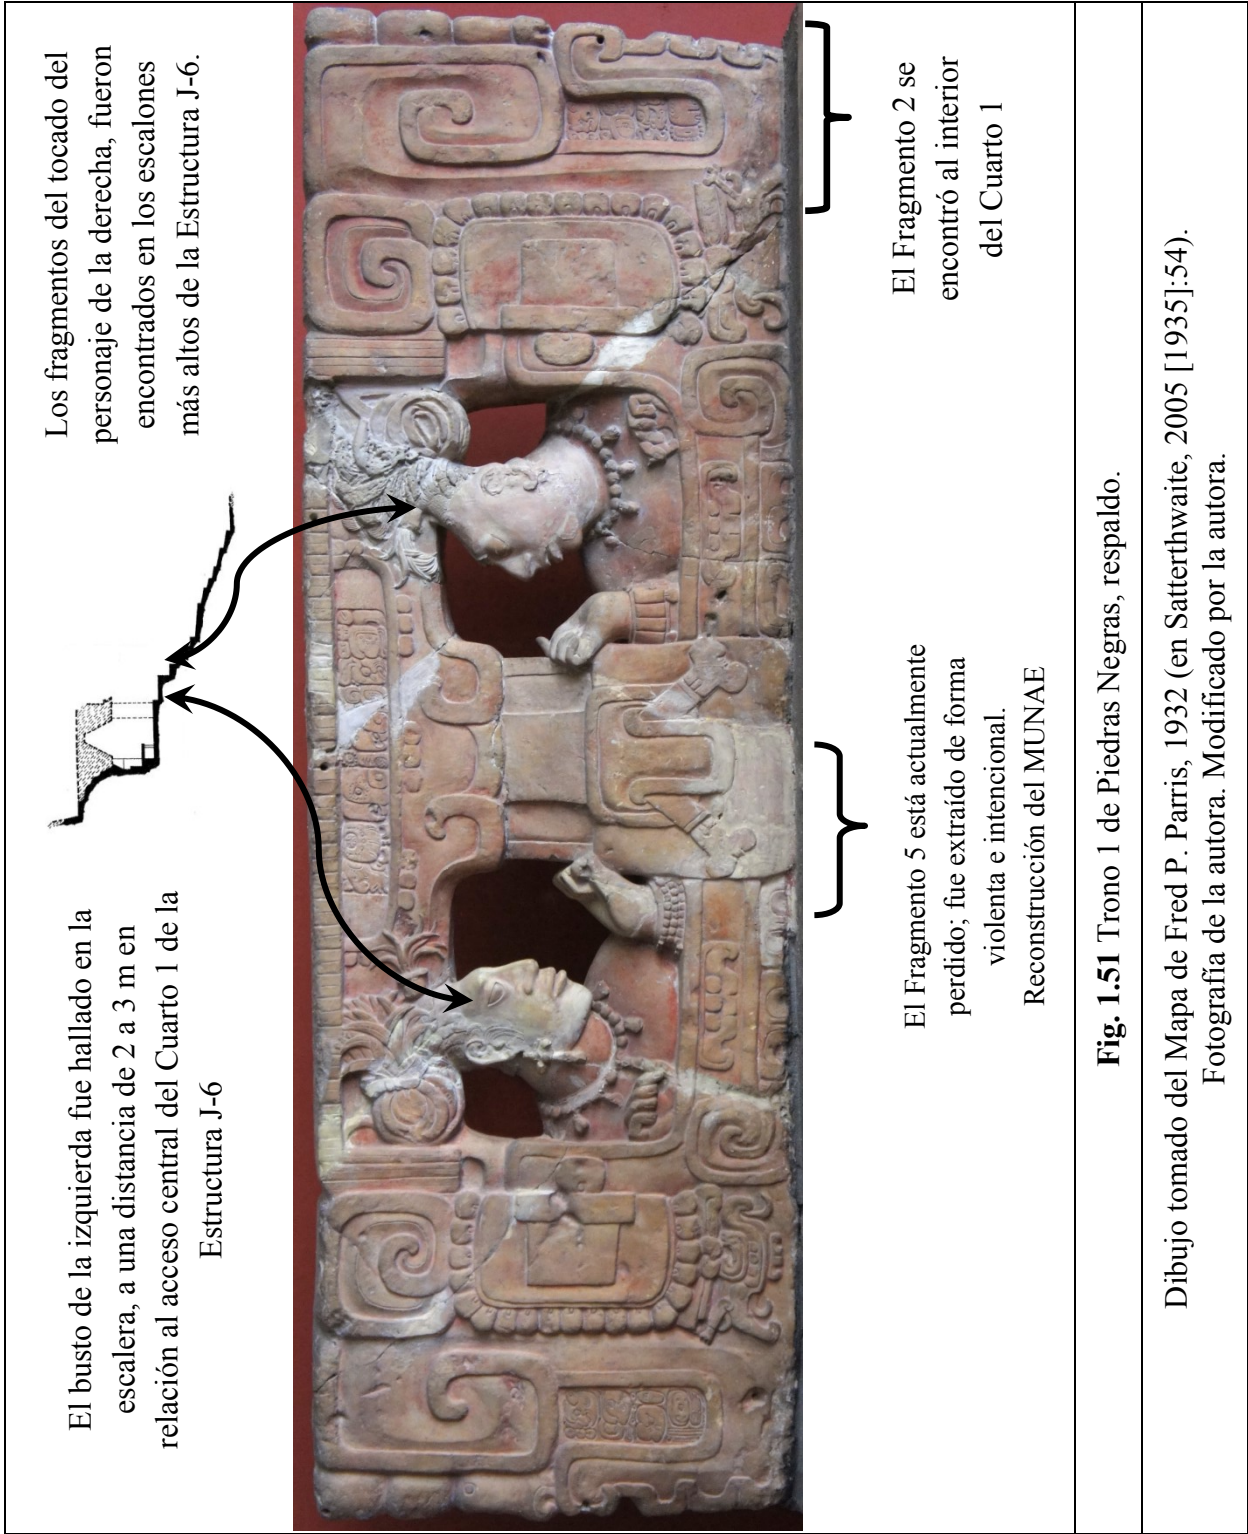 El busto de la izquierda fue hallado en la
escalera, a una distancia de 2 a 3 m en
relación al acceso central del Cuarto 1 de la
Estructura J-6
Los fragmentos del tocado del
personaje de la derecha, fueron
encontrados en los escalones
más altos de la Estructura J-6.
El Fragmento 5 está actualmente
perdido; fue extraído de forma
violenta e intencional.
Reconstrucción del MUNAE
El Fragmento 2 se
encontró al interior
del Cuarto 1
Fig. 1.51 Trono 1 de Piedras Negras, respaldo.
Dibujo tomado del Mapa de Fred P. Parris, 1932 (en Satterthwaite, 2005 [1935]:54).
Fotografía de la autora. Modificado por la autora.